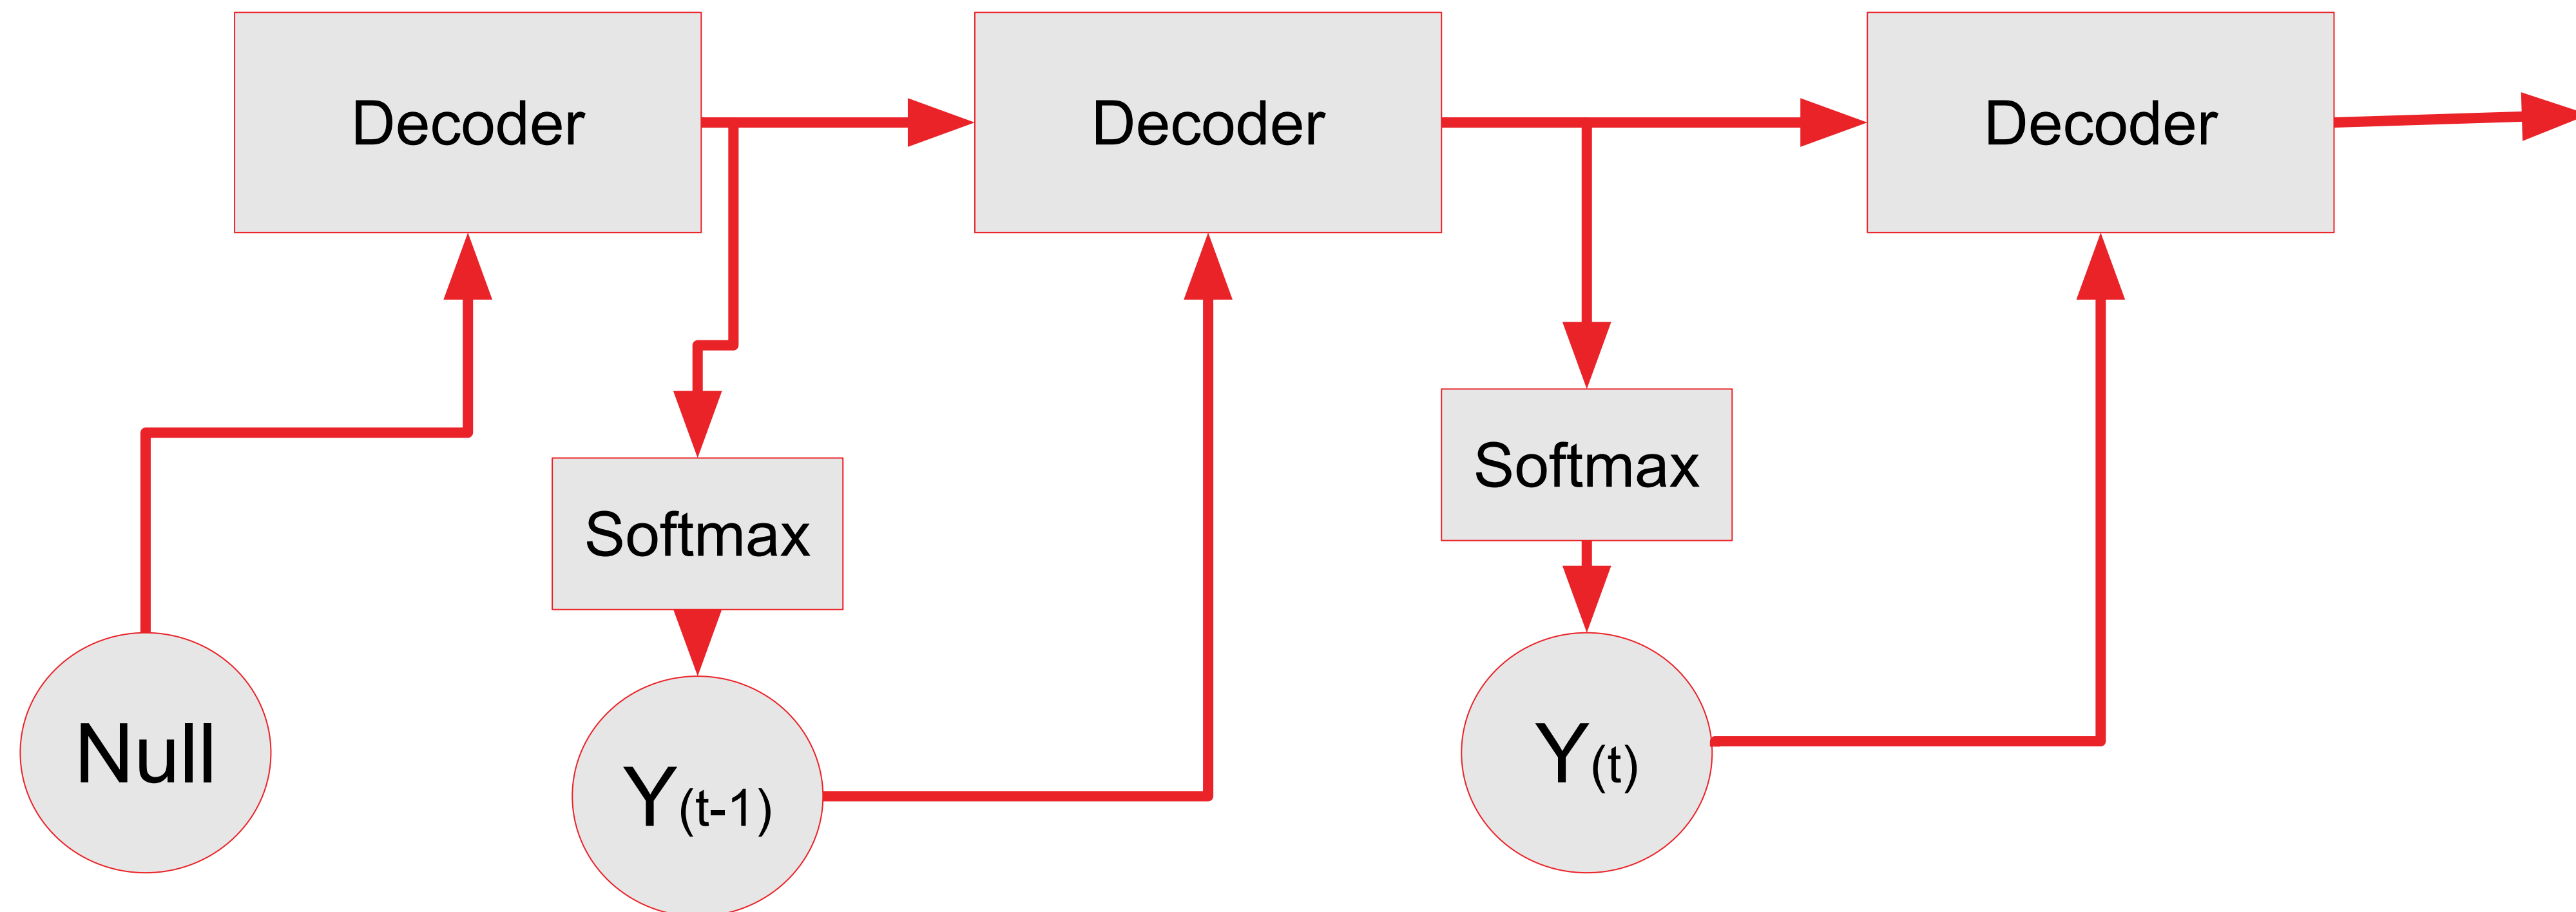 Decoder
Decoder
Decoder
Softmax
Softmax
Null
Y(t-1)
Y(t)